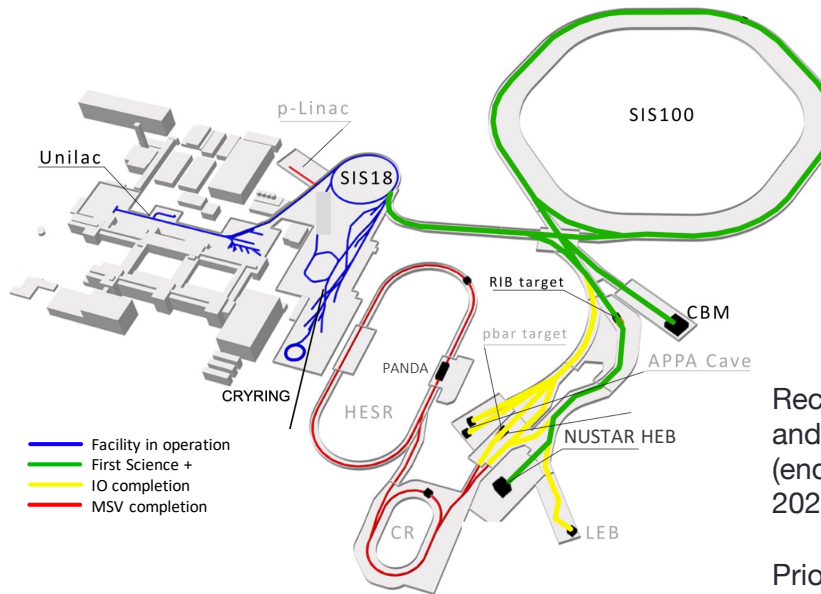 p-Linac
SIS100
Unilac
SIS18
RIB target
CBM
pbar target
PANDA
APPA Cave
CRYRING
HESR
NUSTAR HEB
Facility in operation
First Science +
IO completion
MSV completion
CR
LEB
Rec
and
(enc
202
Prio